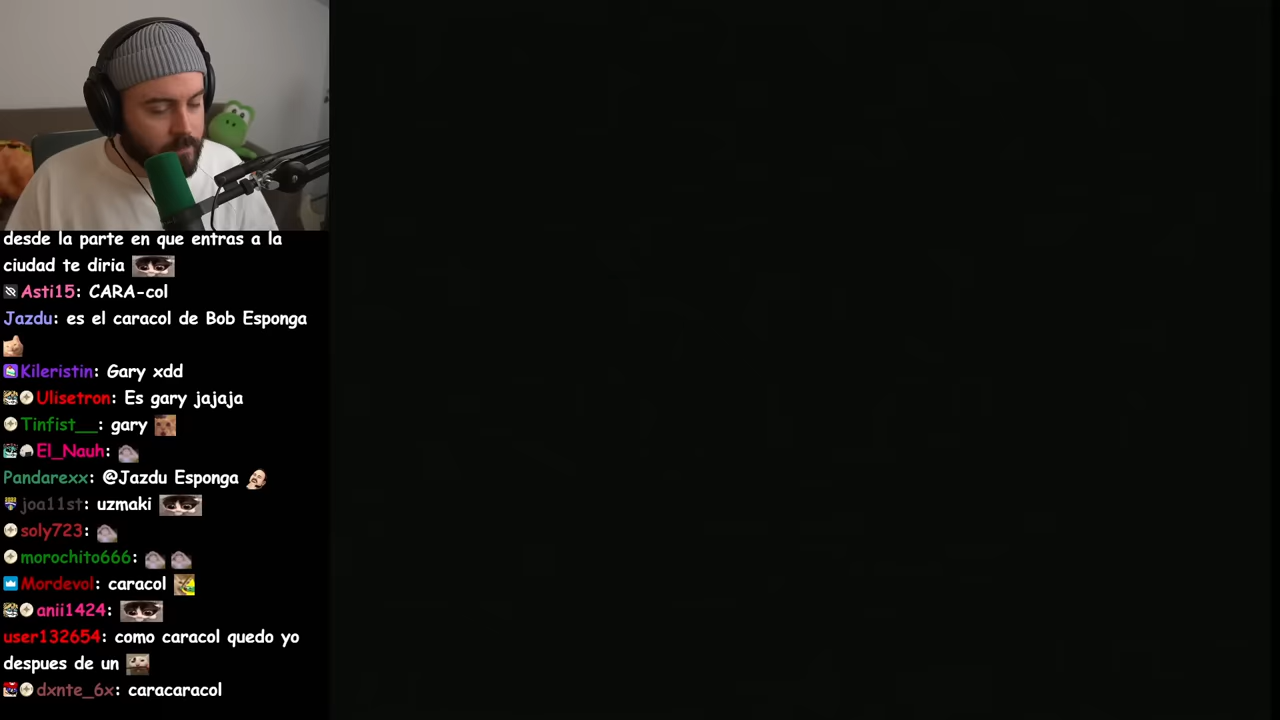 desde la parte en que entras a la
ciudad te diria
Asti15: CARA-col
Jazdu: es el caracol de Bob Esponga
Kileristin: Gary xdd
Ulisetron: Es gary jajaja
Tinfist__: gary
El_Nauh:
Pandarexx: @Jazdu Esponga
joa11st: uzmaki
soly723:
morochito666:
Mordevol: caracol
anii1424:
user132654: como caracol quedo yo
despues de un
dxnte_6x: caracaracol